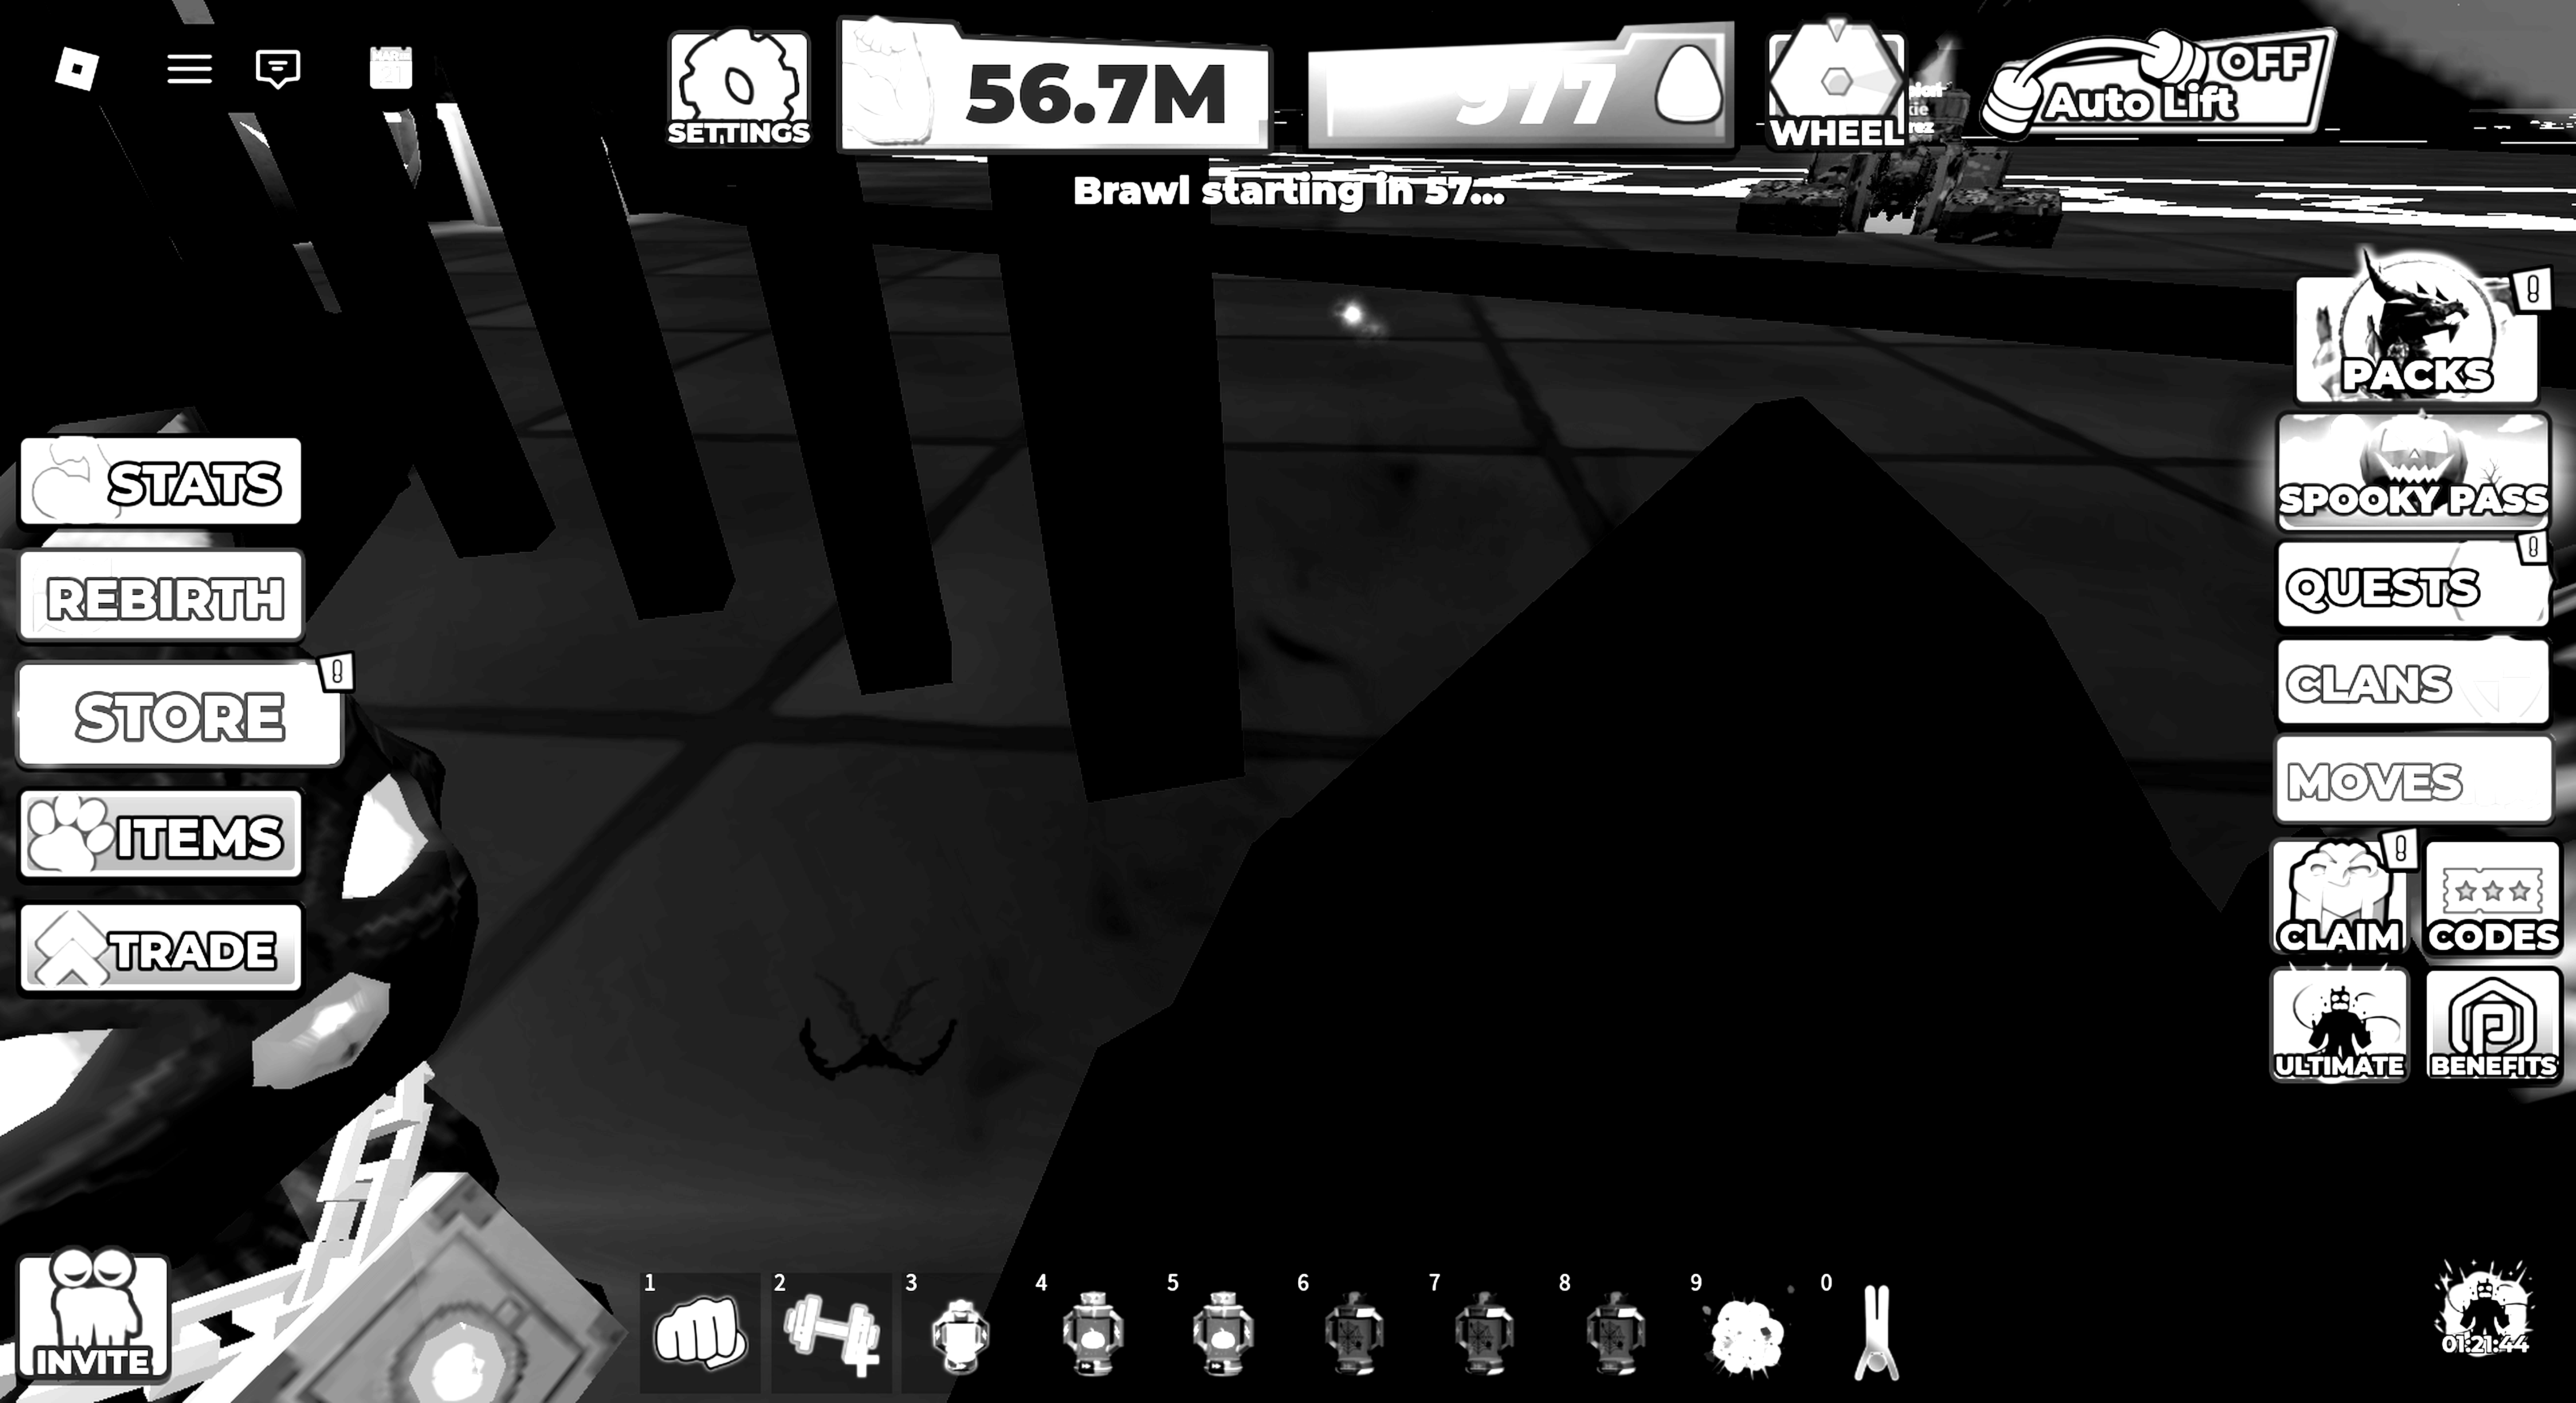 SETTINGS
56.7M
977
WHEEL
OFF
Auto Lift
Brawl starting in 57...
PACKS
SPOOKY PASS
STATS
QUESTS
REBIRTH
CLANS
STORE
MOVES
ITEMS
CLAIM
CODES
TRADE
ULTIMATE
BENEFITS
INVITE
1
2
3
4
5
6
7
8
9
0
01:21:44